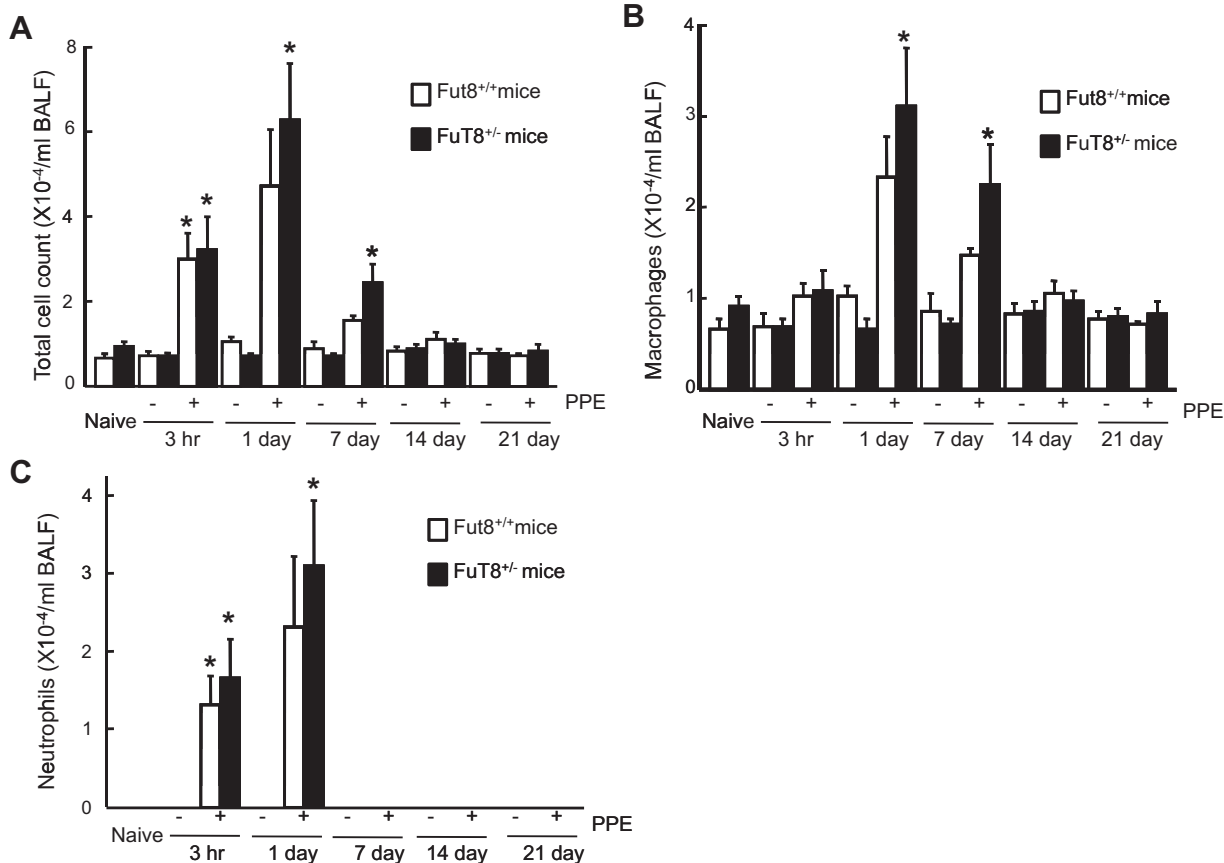 A
Total cell count (X10⁻⁴/ml BALF)
8
6
4
2
0
* * * *
Fut8⁺/⁺mice
FuT8⁺/⁻ mice
- + - + - + - + - + PPE
Naive 3 hr 1 day 7 day 14 day 21 day
B
Macrophages (X10⁻⁴/ml BALF)
4
3
2
1
0
* *
Fut8⁺/⁺mice
FuT8⁺/⁻ mice
- + - + - + - + - +
PPE
Naive 3 hr 1 day 7 day 14 day 21 day
C
Neutrophils (X10⁻⁴/ml BALF)
4
3
2
1
0
* * *
Fut8⁺/⁺mice
FuT8⁺/⁻ mice
- + - + - + - + - + PPE
Naive 3 hr 1 day 7 day 14 day 21 day